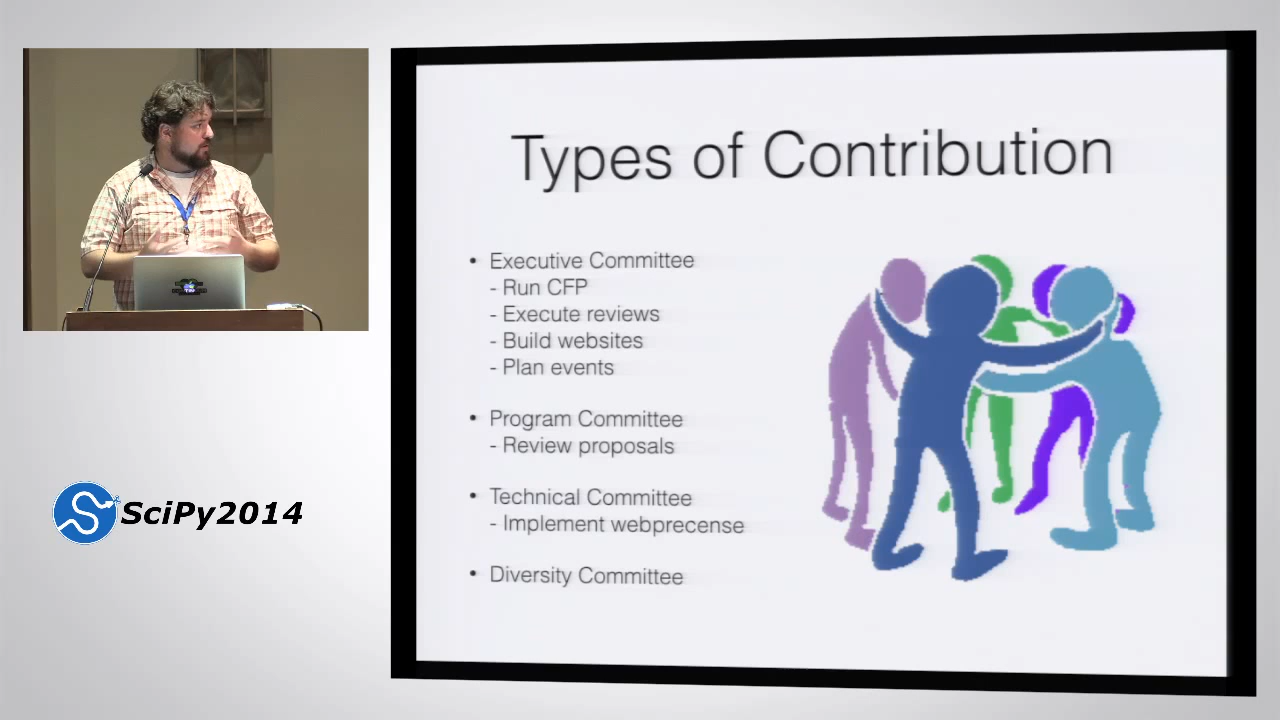 Types of Contribution
• Executive Committee
- Run CFP
- Execute reviews
- Build websites
- Plan events
• Program Committee
- Review proposals
• Technical Committee
- Implement webprecense
• Diversity Committee
SciPy2014